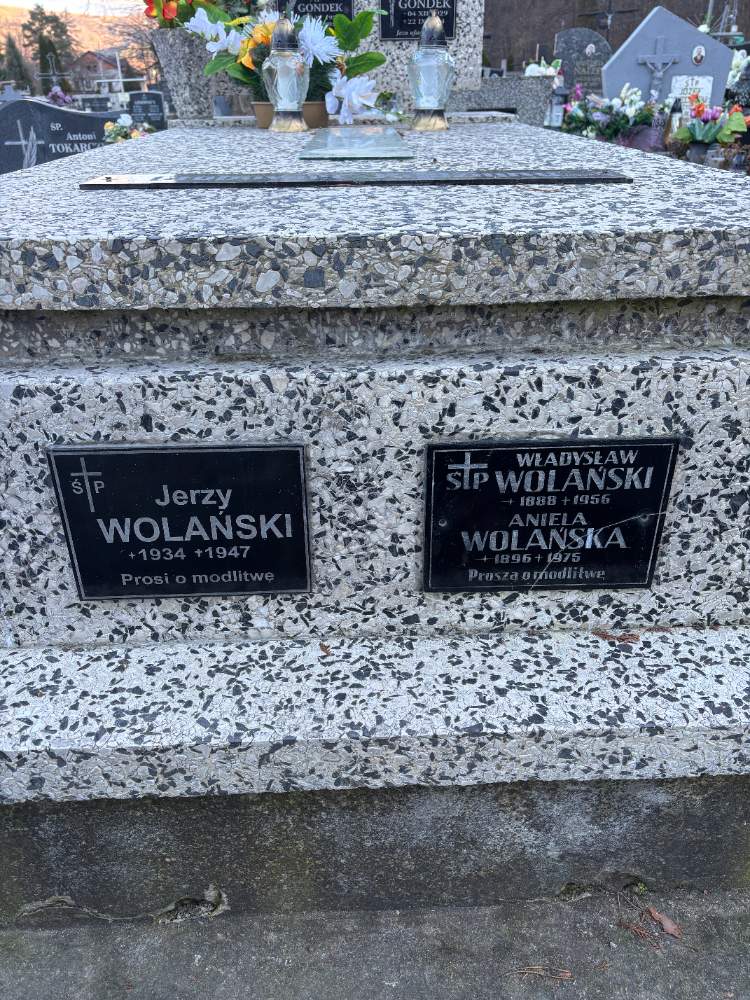 GONDEK
GONDEK
ŚP.
Antoni
Ś P
Jerzy
WOLAŃSKI
+1934 +1947
Prosi o modlitwę
ŚP
WŁADYSŁAW
WOLAŃSKI
+ 1888 + 1956
ANIELA
WOLAŃSKA
+ 1896 + 1975
Proszą o modlitwę